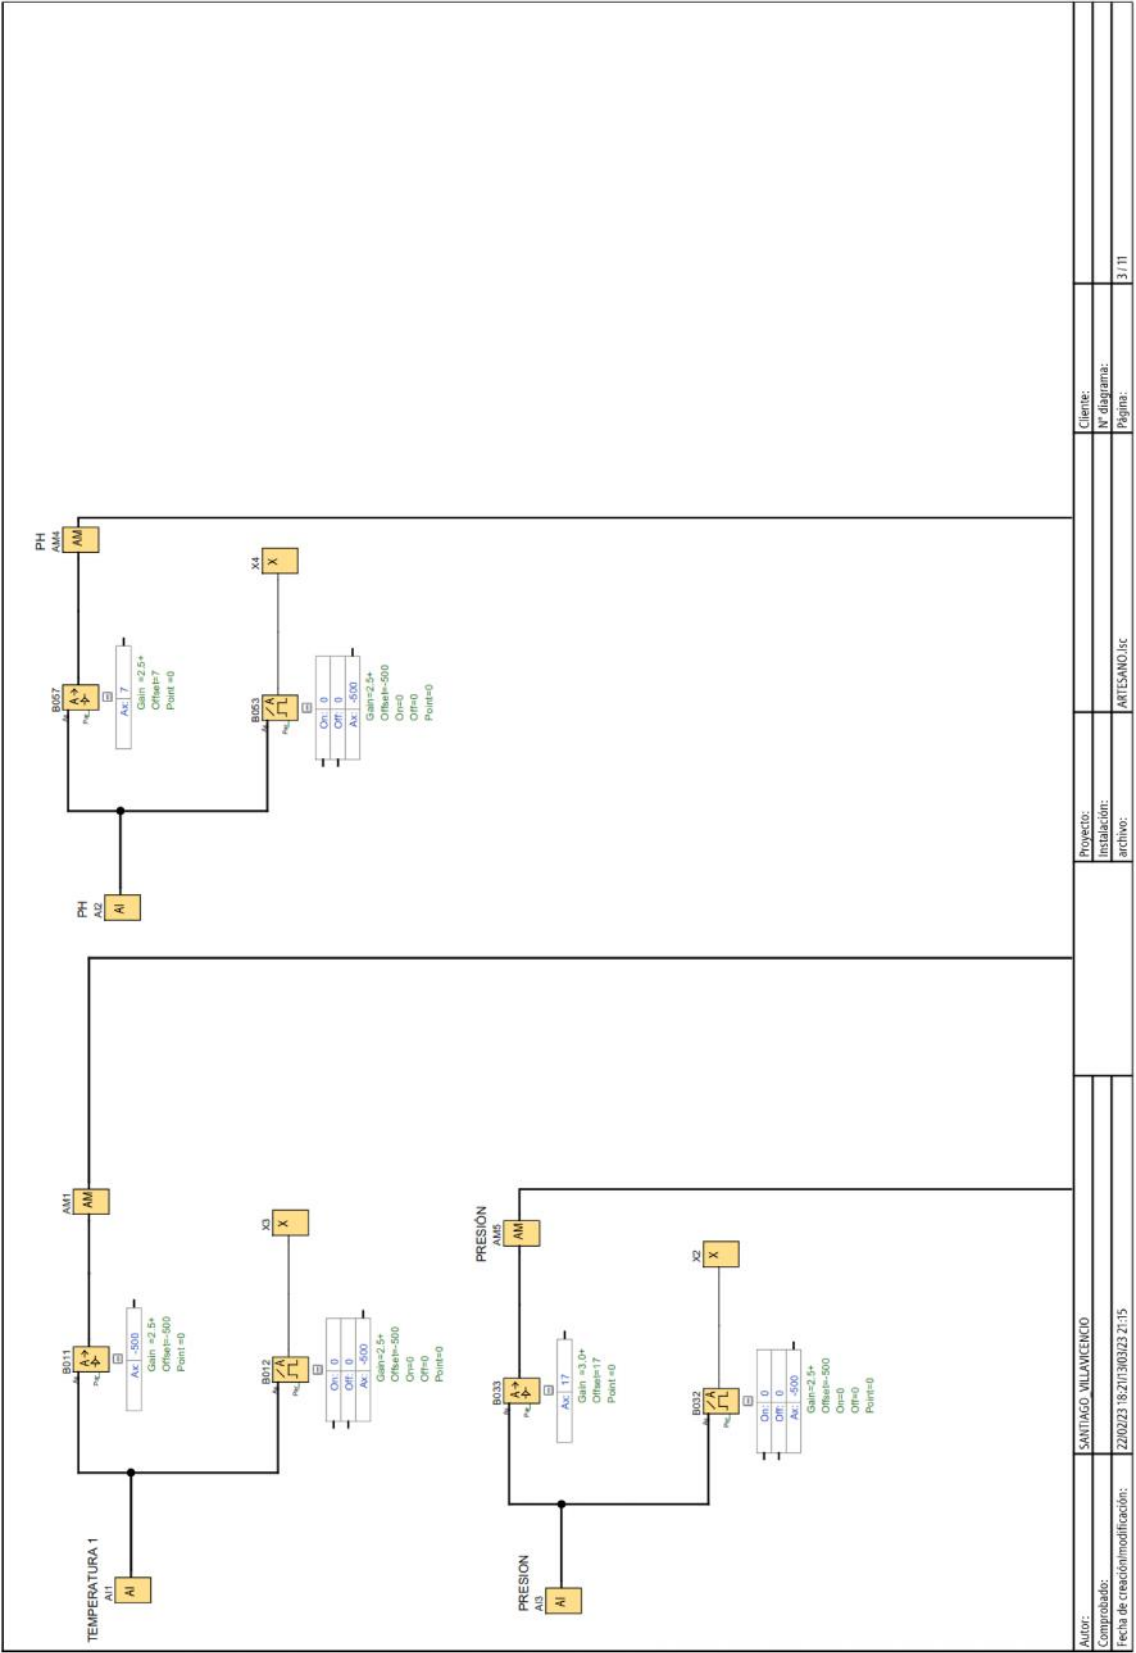 TEMPERATURA 1
AI1
AI
B011
A→
Ax: -500
Gain =2.5+
Offset=-500
Point =0
AM1
AM
B012
/A
On: 0
Off: 0
Ax: -500
Gain=2.5+
Offset=-500
On=0
Off=0
Point=0
X3
X
PRESION
AI3
AI
B033
A→
Ax: 17
Gain =3.0+
Offset=17
Point =0
PRESIÓN
AM5
AM
B032
/A
On: 0
Off: 0
Ax: -500
Gain=2.5+
Offset=-500
On=0
Off=0
Point=0
X2
X
PH
AI2
AI
B057
A→
Ax: 7
Gain =2.5+
Offset=7
Point =0
PH
AM4
AM
B053
/A
On: 0
Off: 0
Ax: -500
Gain=2.5+
Offset=-500
On=0
Off=0
Point=0
X4
X
Autor: SANTIAGO_VILLAVICENCIO Proyecto: Cliente:
Comprobado: Instalación: N° diagrama:
Fecha de creación/modificación: 22/02/23 18:21/13/03/23 21:15 archivo: ARTESANO.lsc Página: 3 / 11